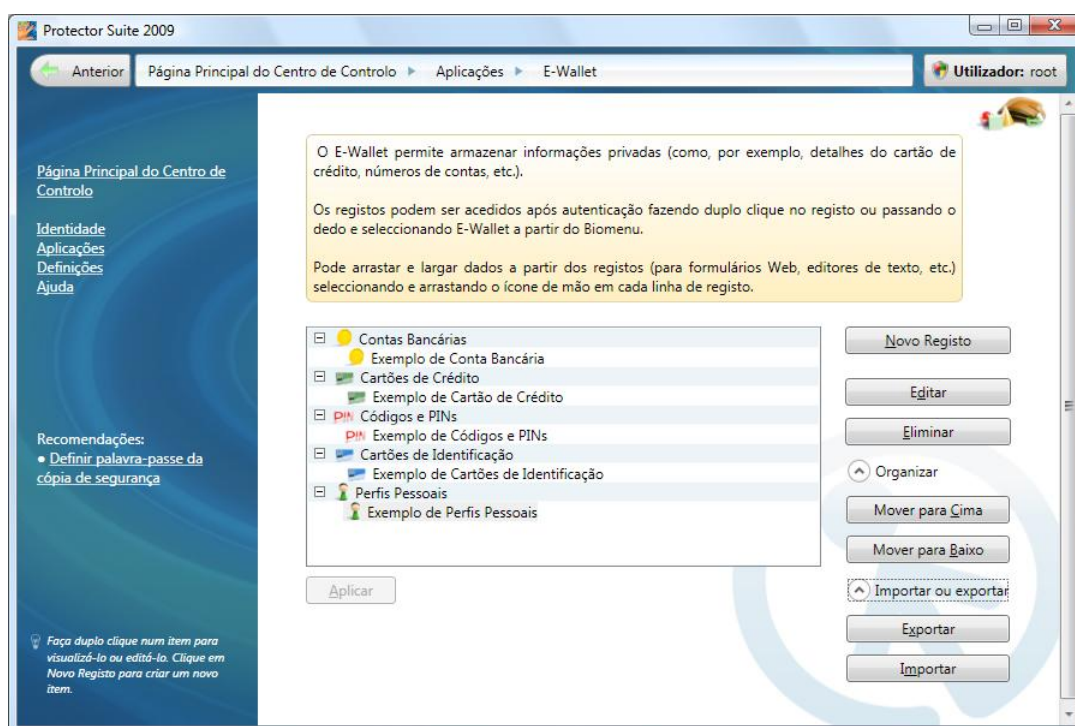 Protector Suite 2009
Anterior
Página Principal do Centro de Controlo
Aplicações
E-Wallet
Utilizador: root
Página Principal do Centro de
Controlo
Identidade
Aplicações
Definições
Ajuda
Recomendações:
• Definir palavra-passe da
cópia de segurança
Faça duplo clique num item para
visualizá-lo ou editá-lo. Clique em
Novo Registo para criar um novo
item.
O E-Wallet permite armazenar informações privadas (como, por exemplo, detalhes do cartão de
crédito, números de contas, etc.).
Os registos podem ser acedidos após autenticação fazendo duplo clique no registo ou passando o
dedo e seleccionando E-Wallet a partir do Biomenu.
Pode arrastar e largar dados a partir dos registos (para formulários Web, editores de texto, etc.)
seleccionando e arrastando o ícone de mão em cada linha de registo.
Contas Bancárias
Exemplo de Conta Bancária
Cartões de Crédito
Exemplo de Cartão de Crédito
PIN Códigos e PINs
PIN Exemplo de Códigos e PINs
Cartões de Identificação
Exemplo de Cartões de Identificação
Perfis Pessoais
Exemplo de Perfis Pessoais
Aplicar
Novo Registo
Editar
Eliminar
Organizar
Mover para Cima
Mover para Baixo
Importar ou exportar
Exportar
Importar